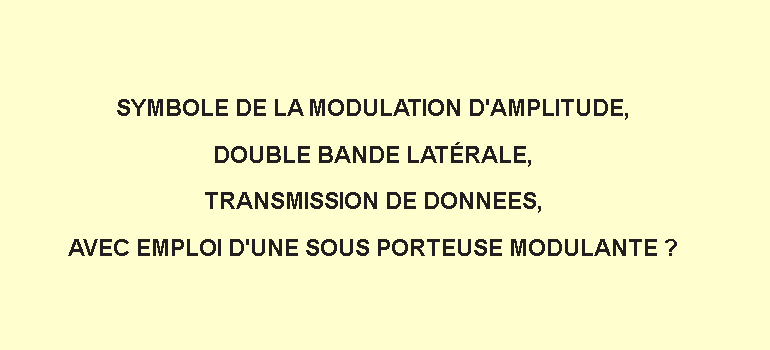 SYMBOLE DE LA MODULATION D'AMPLITUDE,
DOUBLE BANDE LATÉRALE,
TRANSMISSION DE DONNEES,
AVEC EMPLOI D'UNE SOUS PORTEUSE MODULANTE ?